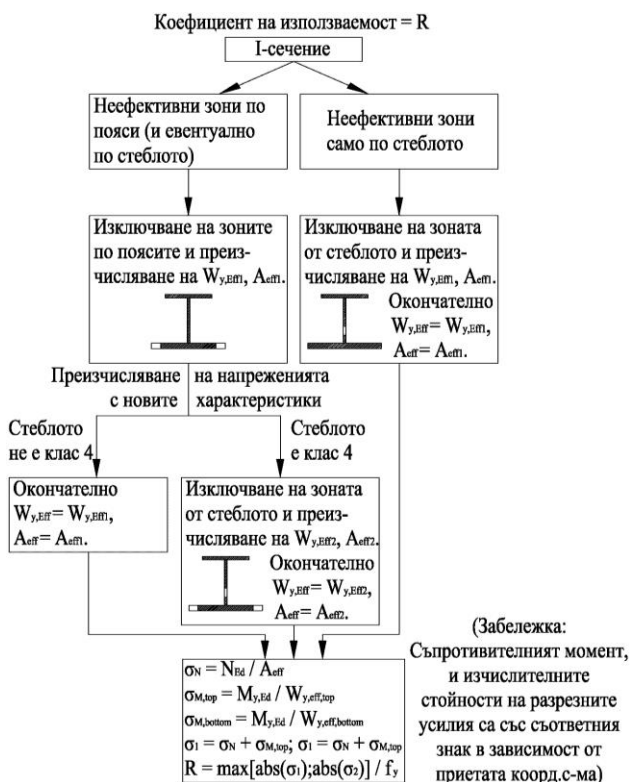 Коефициент на използваемост = R
I-сечение
Неефективни зони по
пояси (и евентуално
по стеблото)
Неефективни зони
само по стеблото
Изключване на зоните
по поясите и преиз-
числяване на Wy,Eff1, Aeff1.
Изключване на зоната
от стеблото и преиз-
числяване на Wy,Eff1, Aeff1.
Окончателно
Wy,Eff = Wy,Eff1,
Aeff = Aeff1.
Преизчисляване на напреженията
с новите характеристики
Стеблото
не е клас 4
Стеблото
е клас 4
Окончателно
Wy,Eff = Wy,Eff1,
Aeff = Aeff1.
Изключване на зоната
от стеблото и преиз-
числяване на Wy,Eff2, Aeff2.
Окончателно
Wy,Eff = Wy,Eff2,
Aeff = Aeff2.
σN = NEd / Aeff
σM,top = My,Ed / Wy,eff,top
σM,bottom = My,Ed / Wy,eff,bottom
σ1 = σN + σM,top; σ1 = σN + σM,top
R = max[abs(σ1);abs(σ2)] / fy
(Забележка:
Съпротивителният момент,
и изчислителните
стойности на разрезните
усилия са със съответния
знак в зависимост от
приетата коорд.с-ма)